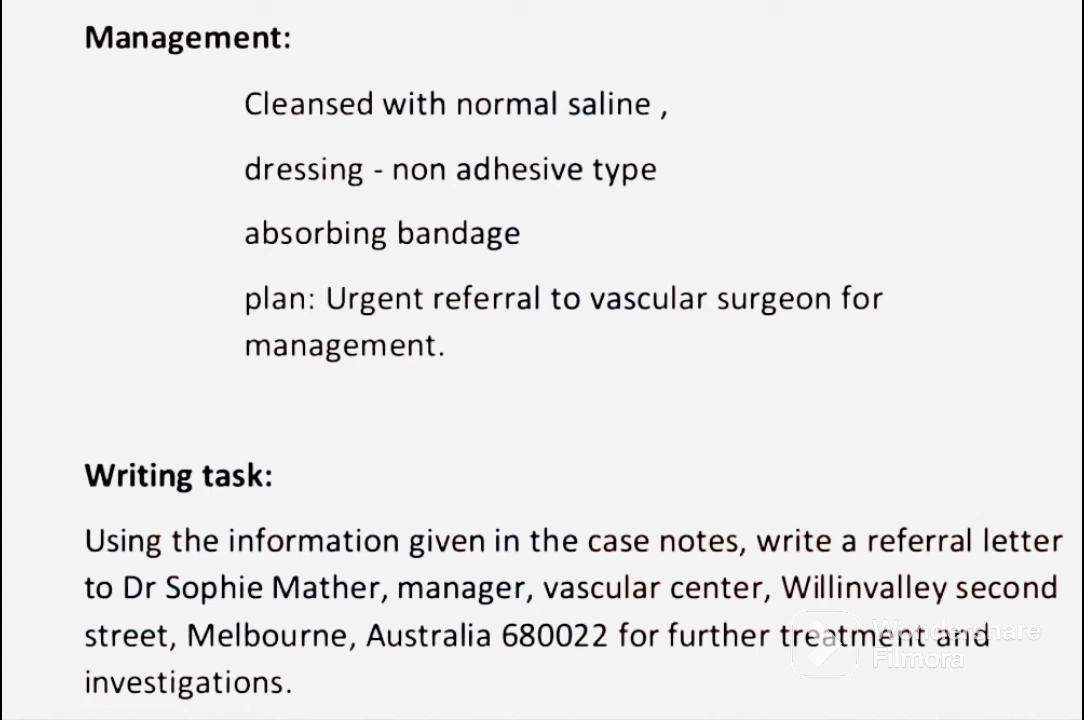 Management:
Cleansed with normal saline ,
dressing - non adhesive type
absorbing bandage
plan: Urgent referral to vascular surgeon for
management.
Writing task:
Using the information given in the case notes, write a referral letter
to Dr Sophie Mather, manager, vascular center, Willinvalley second
street, Melbourne, Australia 680022 for further treatment and
investigations.
Wondershare
Filmora